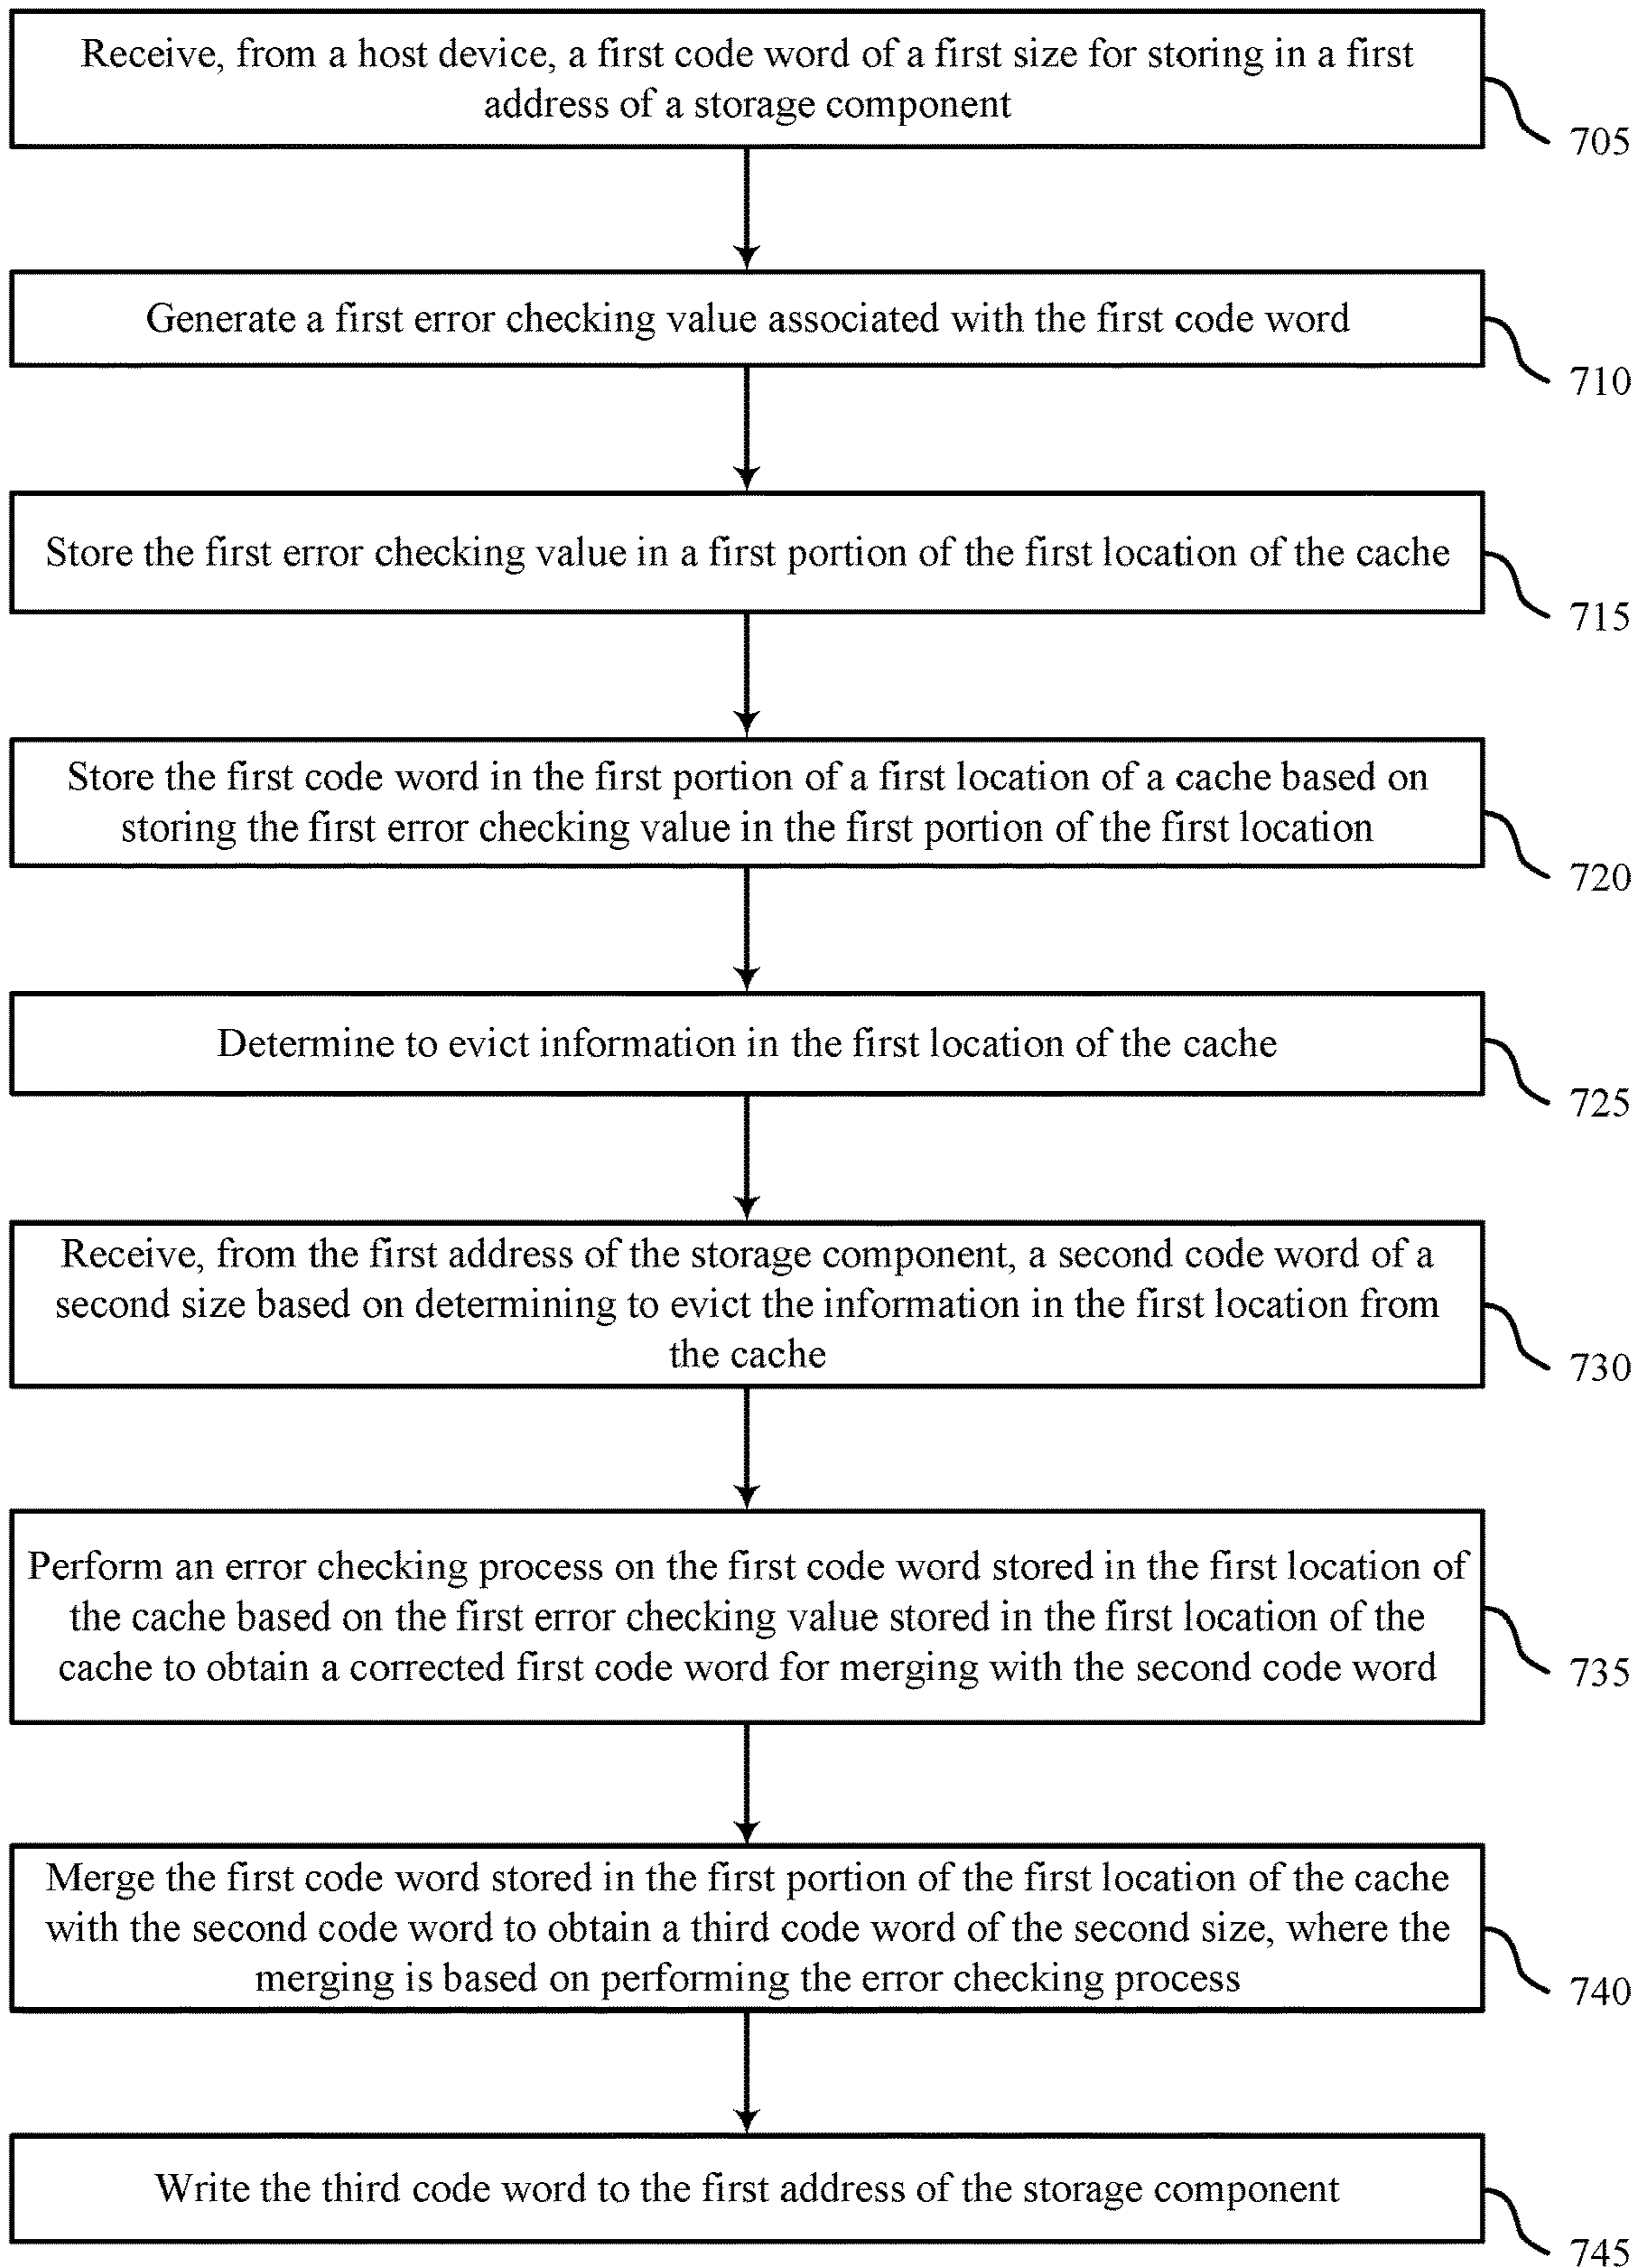 Receive, from a host device, a first code word of a first size for storing in a first
address of a storage component
705
Generate a first error checking value associated with the first code word
710
Store the first error checking value in a first portion of the first location of the cache
715
Store the first code word in the first portion of a first location of a cache based on
storing the first error checking value in the first portion of the first location
720
Determine to evict information in the first location of the cache
725
Receive, from the first address of the storage component, a second code word of a
second size based on determining to evict the information in the first location from
the cache
730
Perform an error checking process on the first code word stored in the first location of
the cache based on the first error checking value stored in the first location of the
cache to obtain a corrected first code word for merging with the second code word
735
Merge the first code word stored in the first portion of the first location of the cache
with the second code word to obtain a third code word of the second size, where the
merging is based on performing the error checking process
740
Write the third code word to the first address of the storage component
745